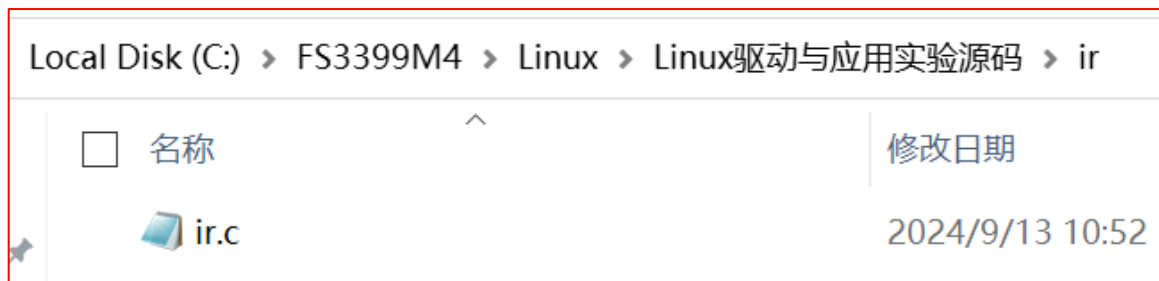 Local Disk (C:) > FS3399M4 > Linux > Linux驱动与应用实验源码 > ir
名称 修改日期
ir.c 2024/9/13 10:52